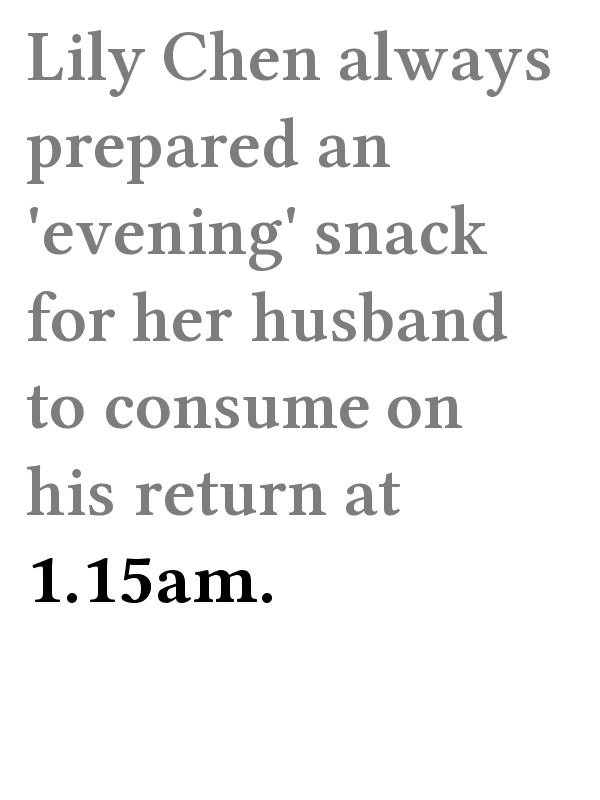 Lily Chen always
prepared an
'evening' snack
for her husband
to consume on
his return at
1.15am.